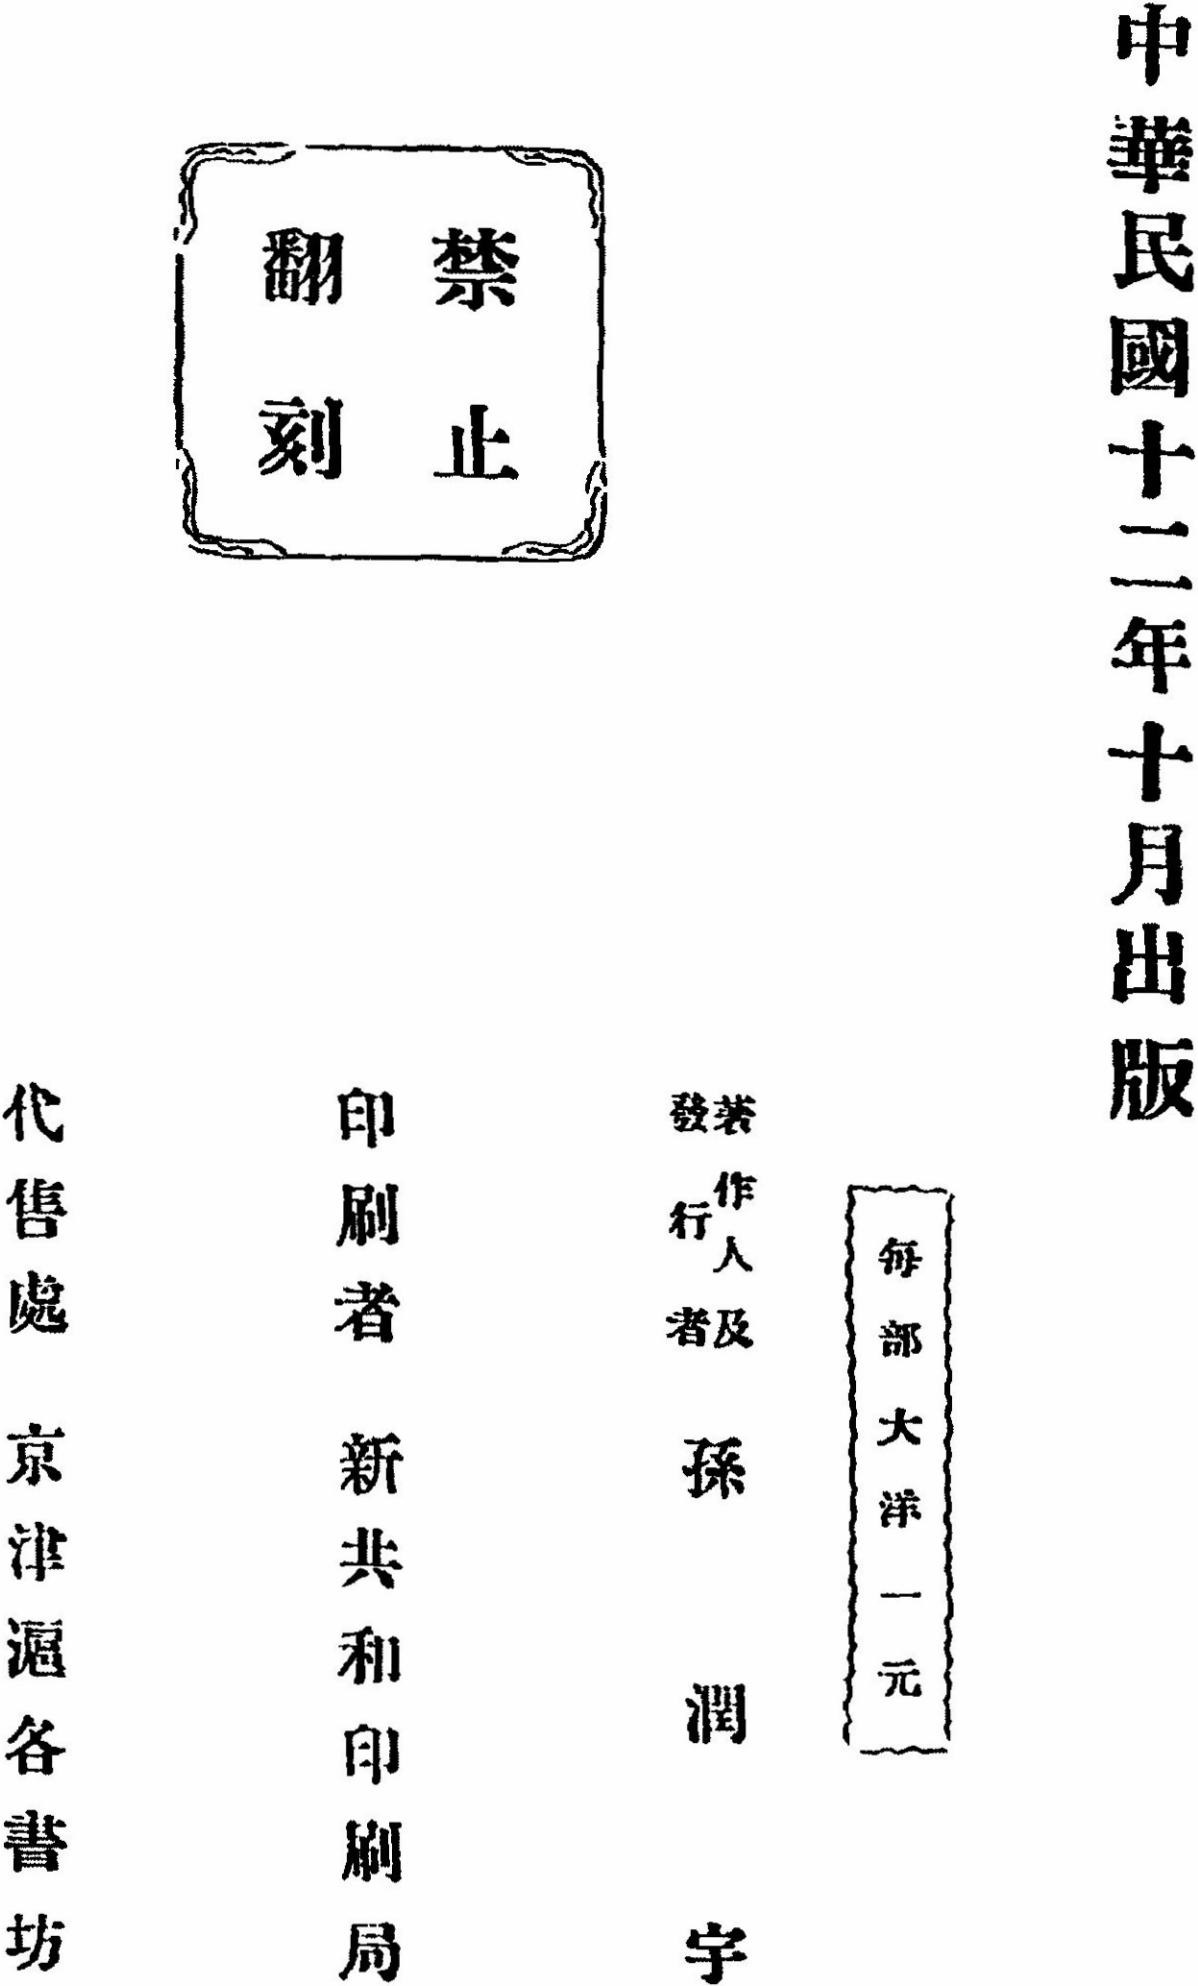 中華民國十二年十月出版
每部大洋一元
著作人及
發行者
孫潤宇
禁止
翻刻
印刷者 新共和印刷局
代售處 京津滬各書坊